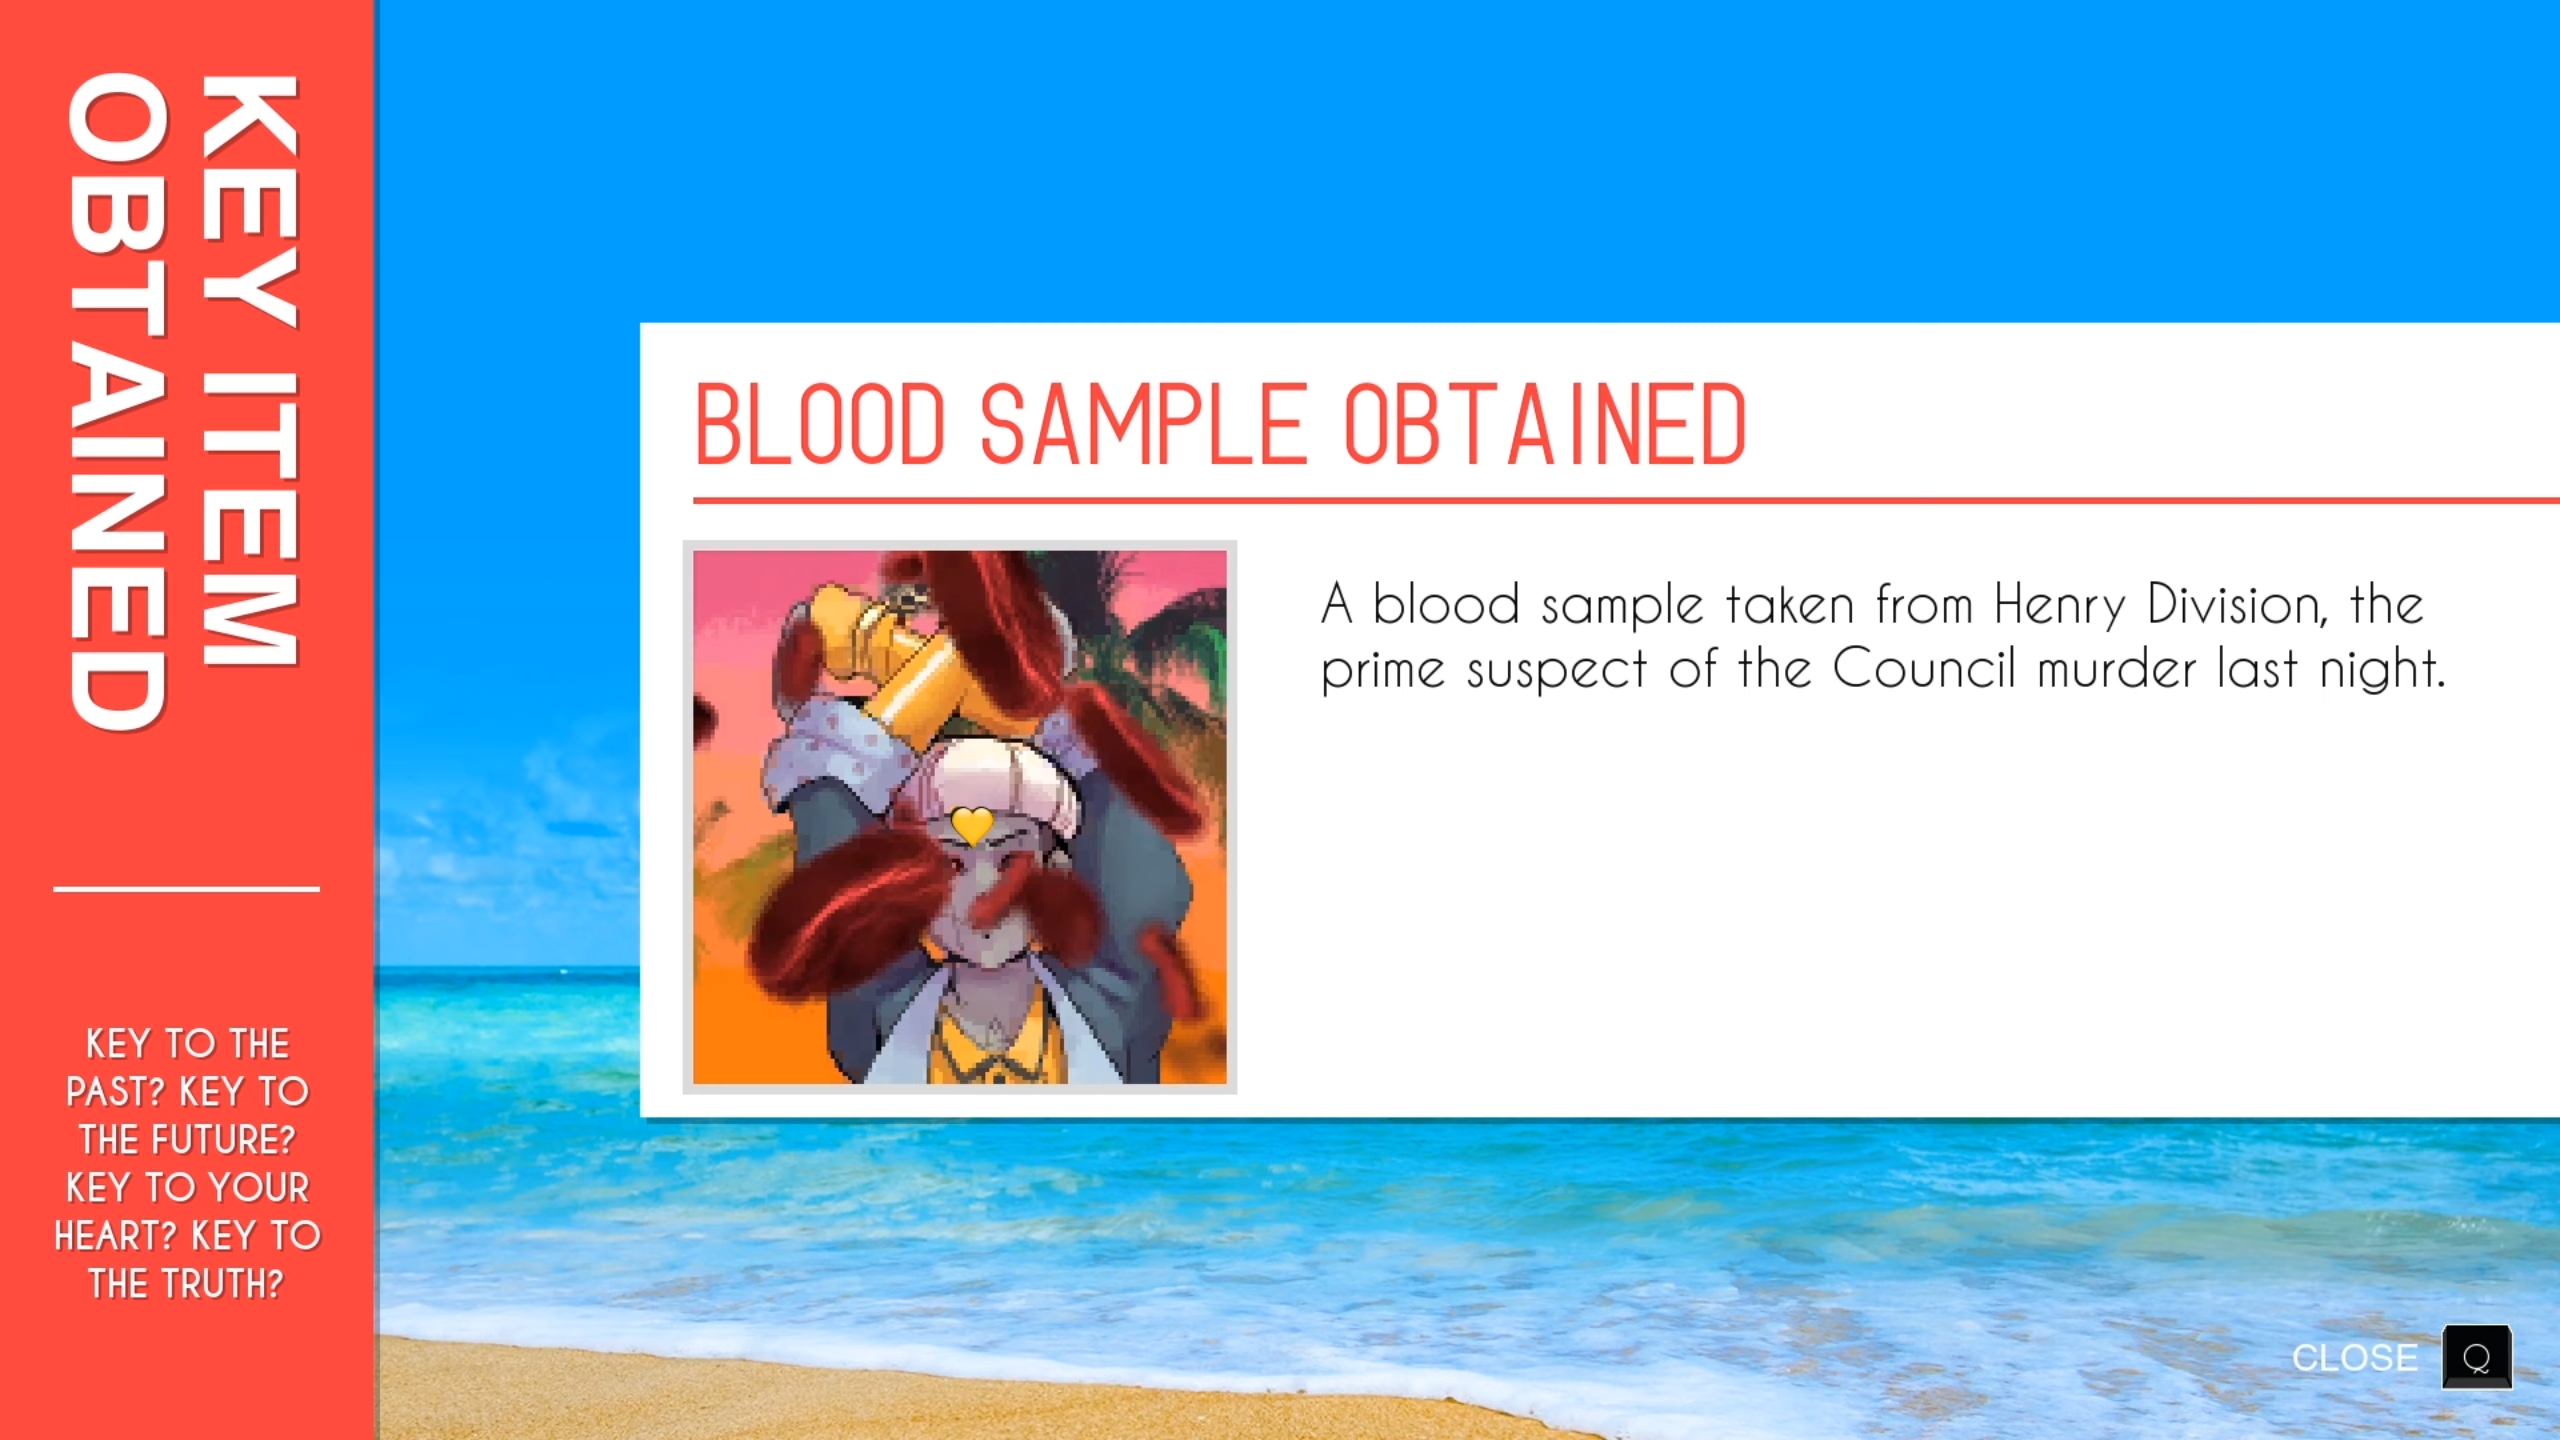 KEY ITEM
OBTAINED
KEY TO THE
PAST? KEY TO
THE FUTURE?
KEY TO YOUR
HEART? KEY TO
THE TRUTH?
BLOOD SAMPLE OBTAINED
A blood sample taken from Henry Division, the
prime suspect of the Council murder last night.
CLOSE Q